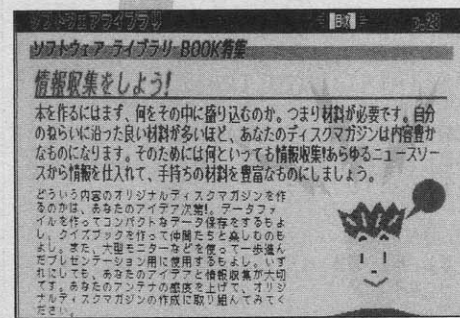 ソフトウェアライブラリ 目次 p.28
ソフトウェア ライブラリ BOOK特集
情報収集をしよう!
本を作るにはまず、何をその中に盛り込むのか。つまり材料が必要です。自分
のねらいに沿った良い材料が多いほど、あなたのディスクマガジンは内容豊か
なものになります。そのためには何といっても情報収集!あらゆるニュースソー
スから情報を仕入れて、手持ちの材料を豊富なものにしましょう。
どういう内容のオリジナルディスクマガジンを作
るのかは、あなたのアイデア次第!。データファ
イルを作ってコンパクトなデータ保存をするもよ
し、クイズブックを作って仲間たちと楽しむのも
よし。また、大型モニターなどを使って一歩進ん
だプレゼンテーション用に使用するもよし。いず
れにしても、あなたのアイデアと情報収集が大切
です。あなたのアンテナの感度を上げて、オリジ
ナルディスクマガジンの作成に取り組んでみてく
ださい。